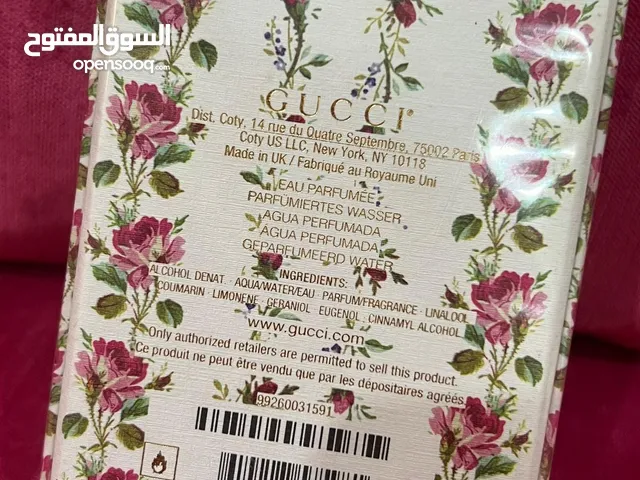 السوق المفتوح
opensooq.com
GUCCI
Dist. Coty, 14 rue du Quatre Septembre, 75002 Paris
Coty US LLC, New York, NY 10118
Made in UK / Fabriqué au Royaume Uni
EAU PARFUMÉE
PARFÜMIERTES WASSER
AGUA PERFUMADA
ÁGUA PERFUMADA
GEPARFUMEERD WATER
INGREDIENTS:
ALCOHOL DENAT. · AQUA/WATER/EAU · PARFUM/FRAGRANCE · LINALOOL
COUMARIN · LIMONENE · GERANIOL · EUGENOL · CINNAMYL ALCOHOL
www.gucci.com
Only authorized retailers are permitted to sell this product.
Ce produit ne peut être vendu que par les dépositaires agréés.
99260031591